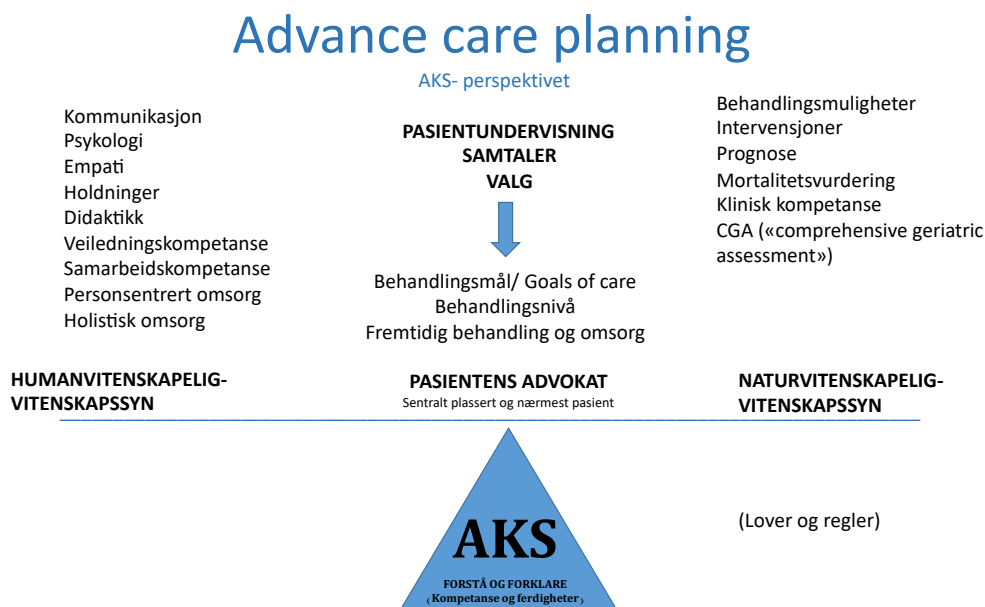 Advance care planning
AKS- perspektivet
Kommunikasjon
Psykologi
Empati
Holdninger
Didaktikk
Veiledningskompetanse
Samarbeidskompetanse
Personsentrert omsorg
Holistisk omsorg
PASIENTUNDERVISNING
SAMTALER
VALG
Behandlingsmål/ Goals of care
Behandlingsnivå
Fremtidig behandling og omsorg
Behandlingsmuligheter
Intervensjoner
Prognose
Mortalitetsvurdering
Klinisk kompetanse
CGA («comprehensive geriatric
assessment»)
HUMANVITENSKAPELIG-
VITENSKAPSSYN
PASIENTENS ADVOKAT
Sentralt plassert og nærmest pasient
NATURVITENSKAPELIG-
VITENSKAPSSYN
AKS
FORSTÅ OG FORKLARE
(Kompetanse og ferdigheter)
(Lover og regler)